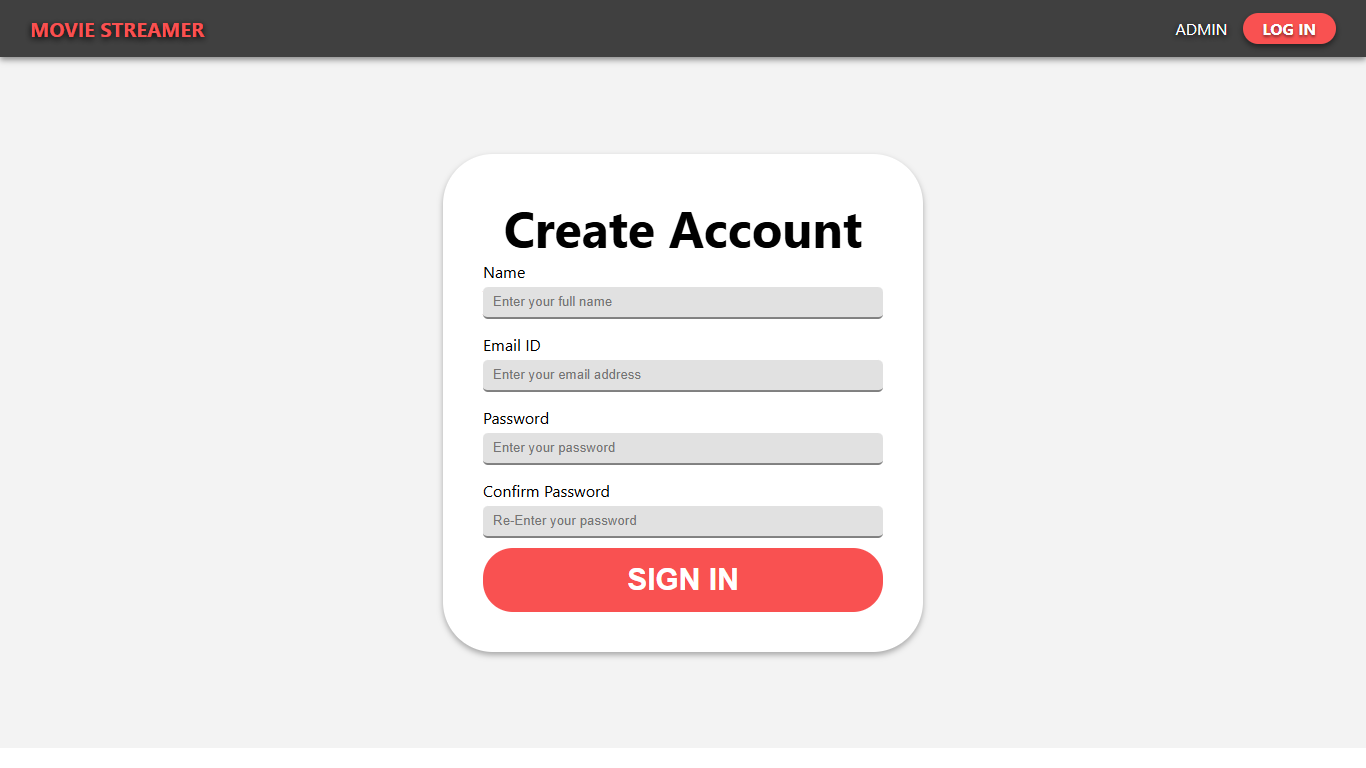 MOVIE STREAMER
ADMIN
LOG IN
Create Account
Name
Enter your full name
Email ID
Enter your email address
Password
Enter your password
Confirm Password
Re-Enter your password
SIGN IN